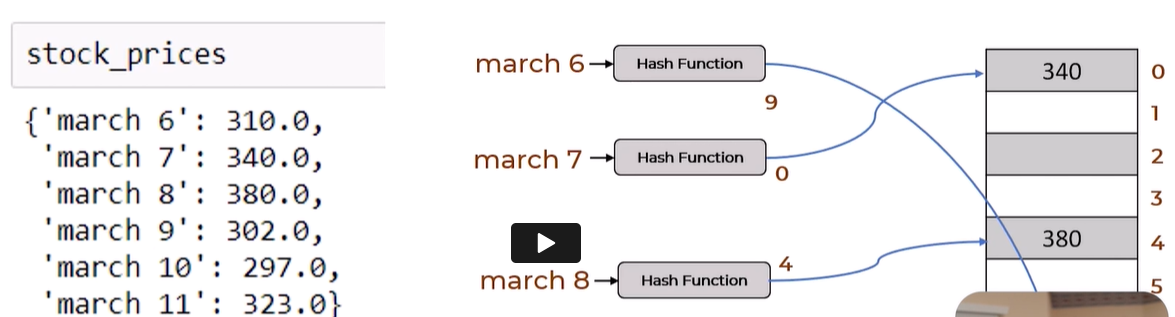 stock_prices
{'march 6': 310.0,
'march 7': 340.0,
'march 8': 380.0,
'march 9': 302.0,
'march 10': 297.0,
'march 11': 323.0}
march 6
Hash Function
9
march 7
Hash Function
0
march 8
Hash Function
4
340
0
1
2
3
380
4
5